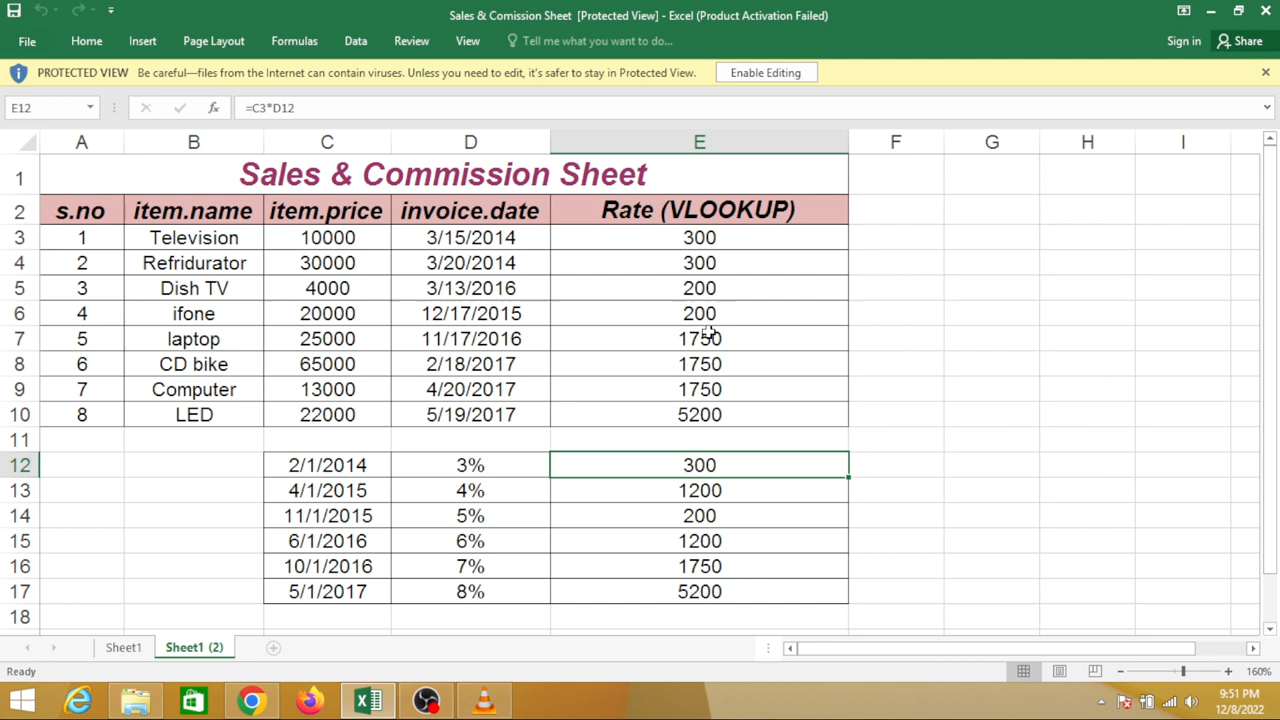 Sales & Comission Sheet [Protected View] - Excel (Product Activation Failed)
File Home Insert Page Layout Formulas Data Review View Tell me what you want to do... Sign in Share
PROTECTED VIEW Be careful—files from the Internet can contain viruses. Unless you need to edit, it's safer to stay in Protected View. Enable Editing
E12 fx =C3*D12
A B C D E F G H I
1 Sales & Commission Sheet
2 s.no item.name item.price invoice.date Rate (VLOOKUP)
3 1 Television 10000 3/15/2014 300
4 2 Refridurator 30000 3/20/2014 300
5 3 Dish TV 4000 3/13/2016 200
6 4 ifone 20000 12/17/2015 200
7 5 laptop 25000 11/17/2016 1750
8 6 CD bike 65000 2/18/2017 1750
9 7 Computer 13000 4/20/2017 1750
10 8 LED 22000 5/19/2017 5200
11
12 2/1/2014 3% 300
13 4/1/2015 4% 1200
14 11/1/2015 5% 200
15 6/1/2016 6% 1200
16 10/1/2016 7% 1750
17 5/1/2017 8% 5200
18
Sheet1 Sheet1 (2)
Ready 160%
9:51 PM
12/8/2022